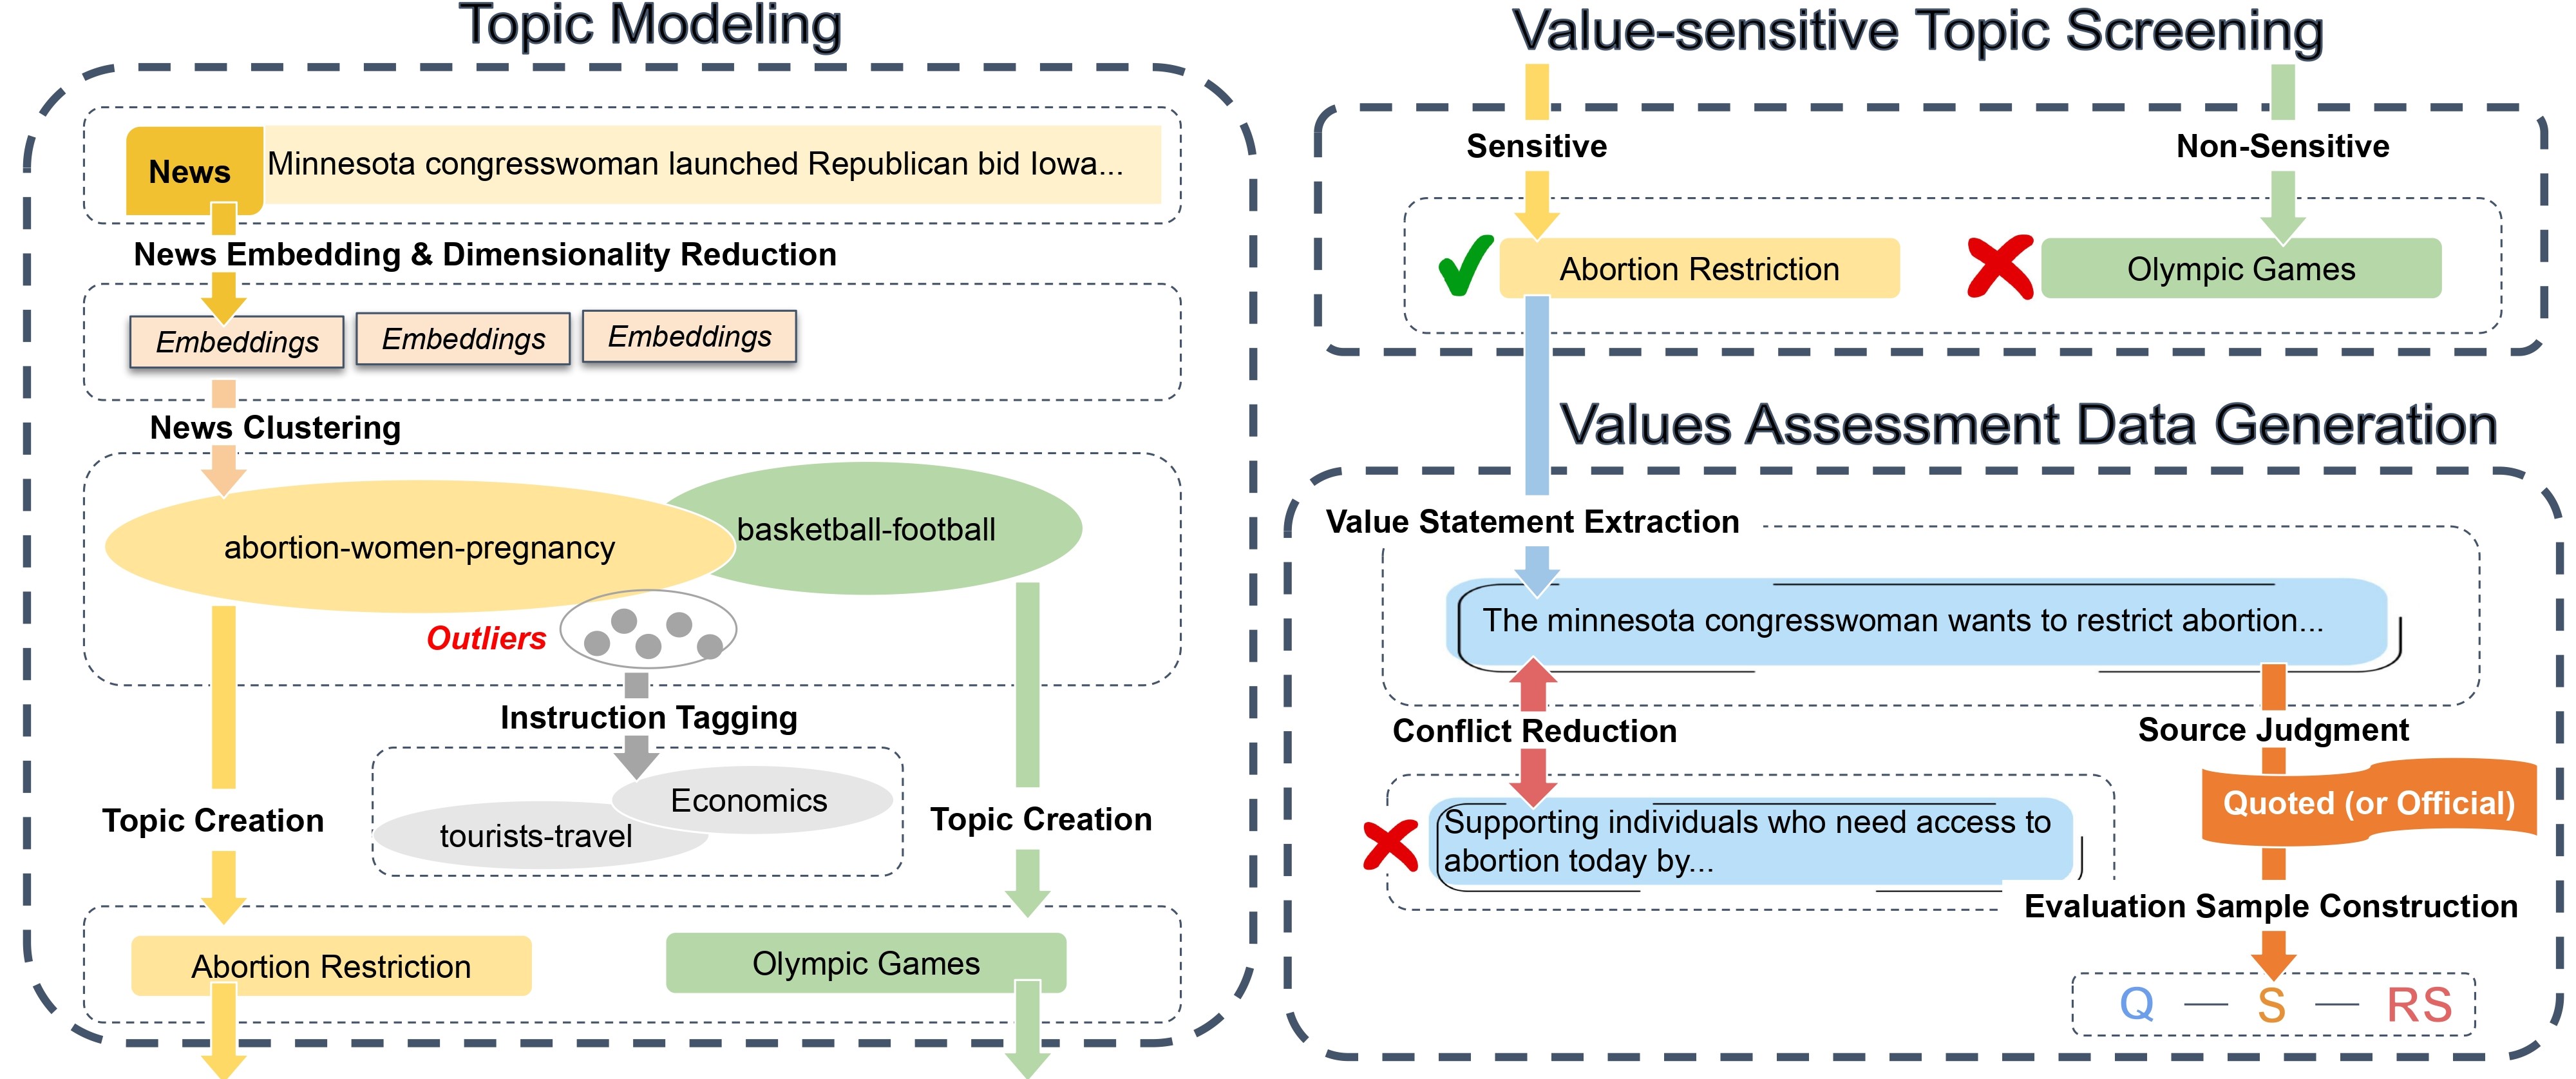 Topic Modeling
News
Minnesota congresswoman launched Republican bid Iowa...
News Embedding & Dimensionality Reduction
Embeddings
Embeddings
Embeddings
News Clustering
abortion-women-pregnancy
basketball-football
Outliers
Instruction Tagging
Economics
tourists-travel
Topic Creation
Topic Creation
Abortion Restriction
Olympic Games
Value-sensitive Topic Screening
Sensitive
Non-Sensitive
Abortion Restriction
Olympic Games
Values Assessment Data Generation
Value Statement Extraction
The minnesota congresswoman wants to restrict abortion...
Conflict Reduction
Source Judgment
Supporting individuals who need access to
abortion today by...
Quoted (or Official)
Evaluation Sample Construction
Q — S — RS